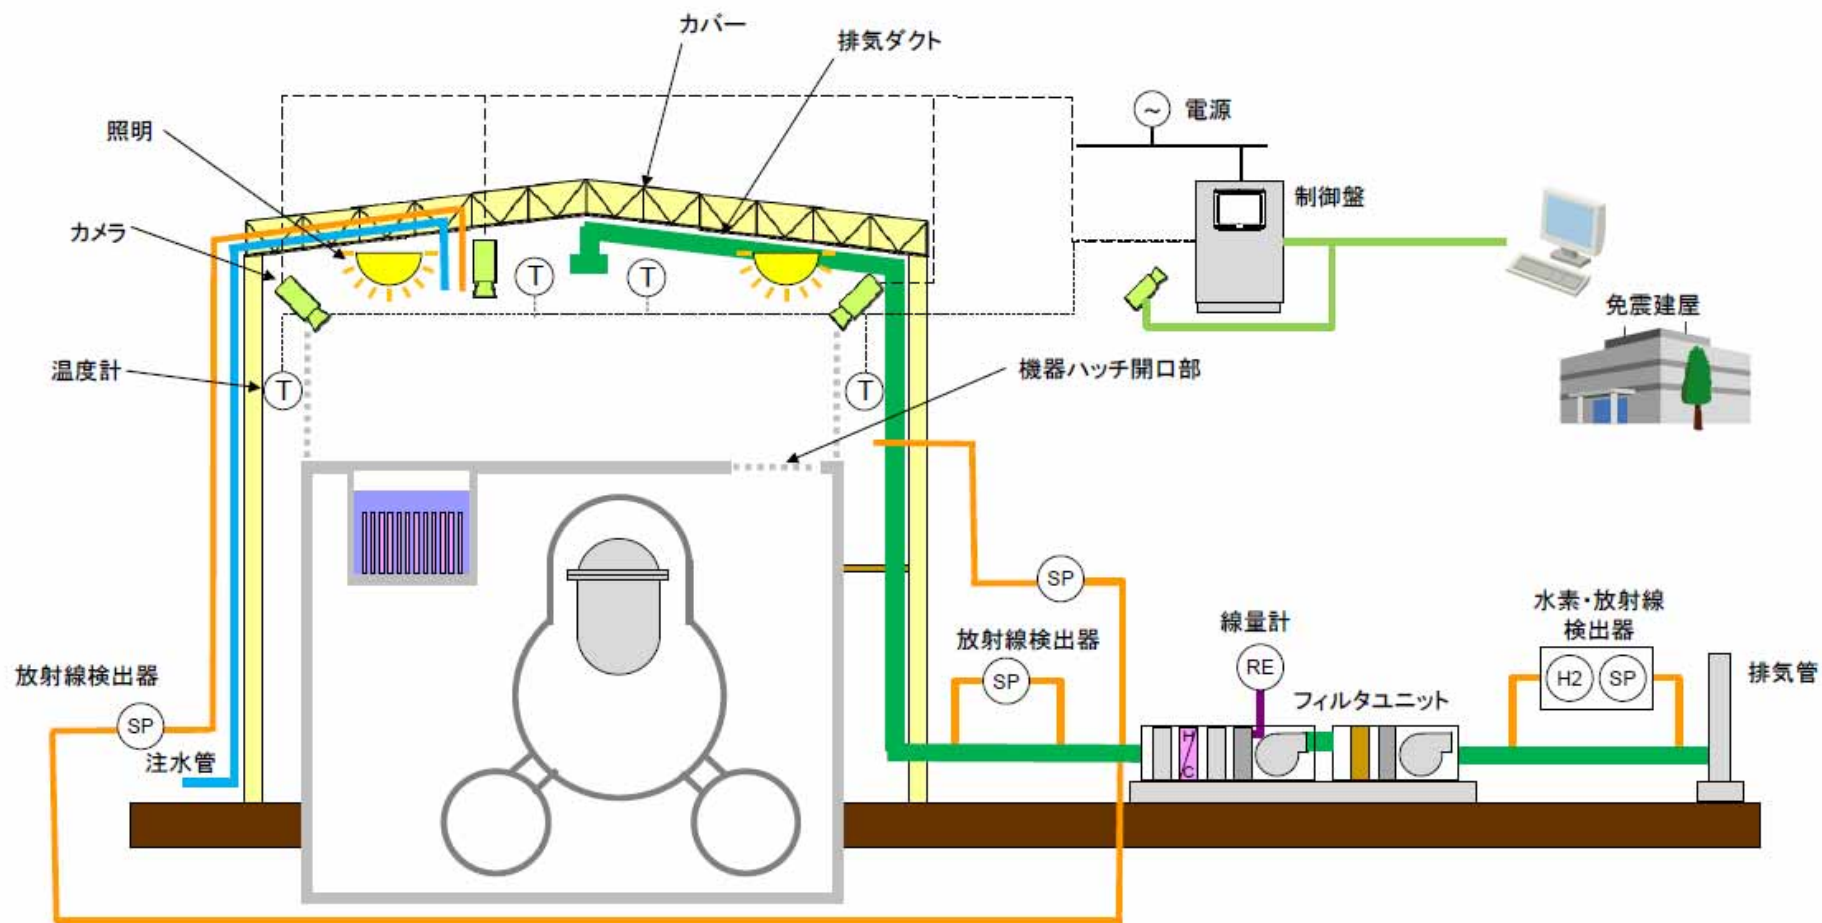 カバー
排気ダクト
照明
~
電源
制御盤
カメラ
T
T
免震建屋
温度計
T
T
機器ハッチ開口部
SP
水素・放射線
検出器
線量計
放射線検出器
放射線検出器
RE
H2
SP
排気管
SP
フィルタユニット
SP
注水管
H/C